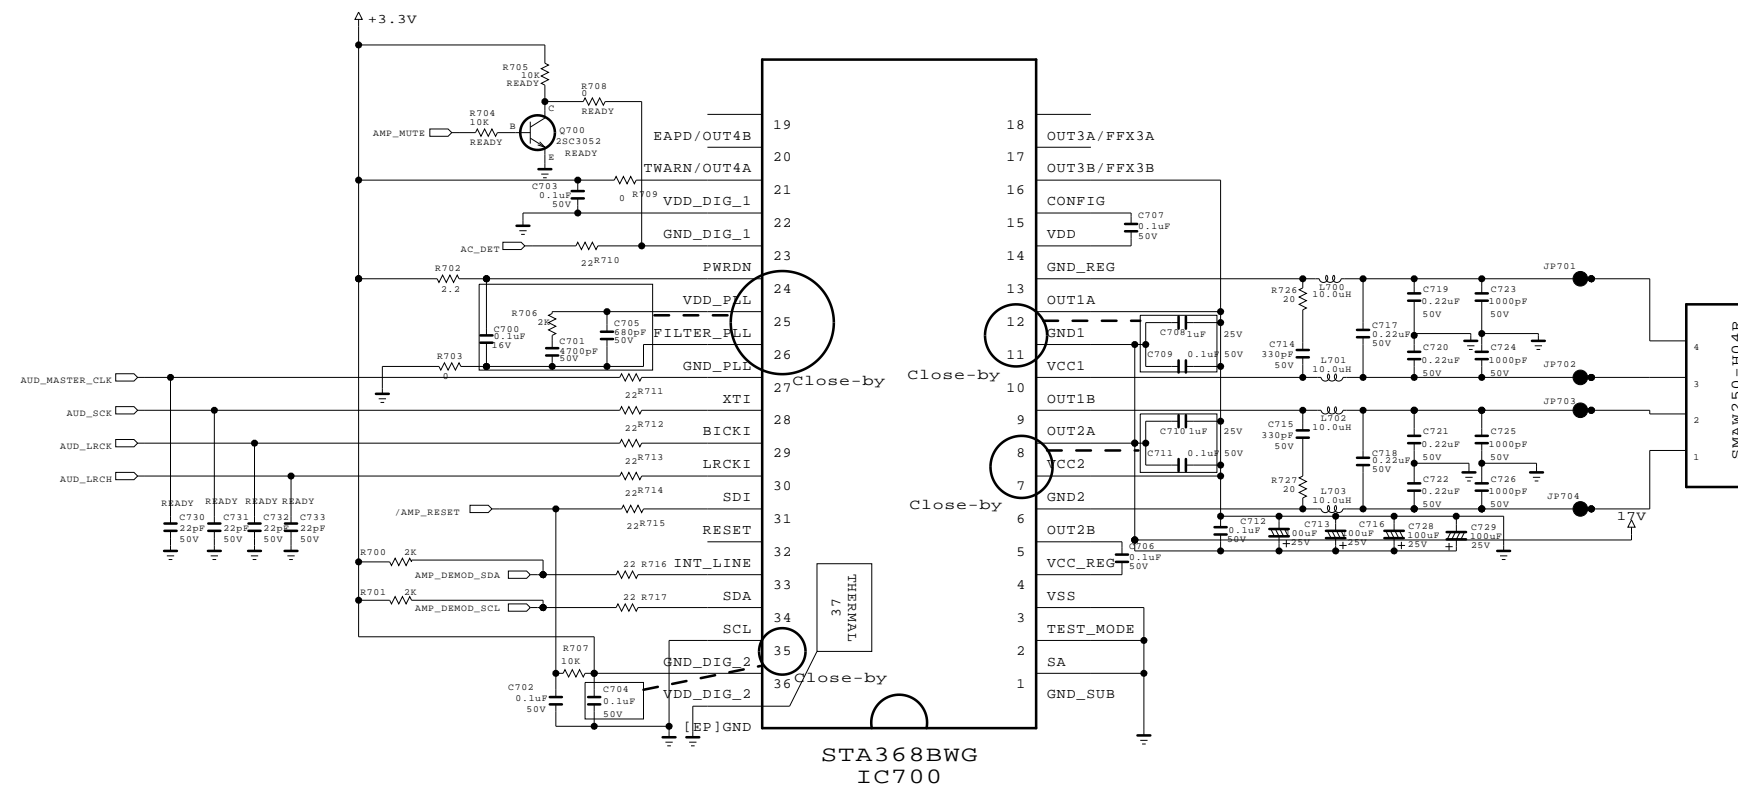 +3.3V
R705
10K
READY
R708
0
READY
C
R704
10K
READY
AMP_MUTE
B
Q700
2SC3052
READY
E
C703
0.1uF
50V
0
R709
AC_DET
22
R710
R702
2.2
R706
2K
C700
0.1uF
16V
C701
4700pF
50V
C705
680pF
50V
R703
0
AUD_MASTER_CLK
22
R711
AUD_SCK
22
R712
AUD_LRCK
22
R713
AUD_LRCH
22
R714
READY
READY
READY
READY
C730
22pF
50V
C731
22pF
50V
C732
22pF
50V
C733
22pF
50V
/AMP_RESET
22
R715
R700
2K
AMP_DEMOD_SDA
22
R716
R701
2K
AMP_DEMOD_SCL
22
R717
R707
10K
C702
0.1uF
50V
C704
0.1uF
50V
EAPD/OUT4B
TWARN/OUT4A
VDD_DIG_1
GND_DIG_1
PWRDN
VDD_PLL
FILTER_PLL
GND_PLL
XTI
BICKI
LRCKI
SDI
RESET
INT_LINE
SDA
SCL
GND_DIG_2
VDD_DIG_2
[EP]GND
19
20
21
22
23
24
25
26
27
28
29
30
31
32
33
34
35
36
Close-by
Close-by
THERMAL
37
18
17
16
15
14
13
12
11
10
9
8
7
6
5
4
3
2
1
OUT3A/FFX3A
OUT3B/FFX3B
CONFIG
VDD
GND_REG
OUT1A
GND1
VCC1
OUT1B
OUT2A
VCC2
GND2
OUT2B
VCC_REG
VSS
TEST_MODE
SA
GND_SUB
Close-by
Close-by
C707
0.1uF
50V
C708
1uF
25V
C709
0.1uF
50V
C710
1uF
25V
C711
0.1uF
50V
C706
0.1uF
50V
R726
20
C714
330pF
50V
L700
10.0uH
L701
10.0uH
C717
0.22uF
50V
C719
0.22uF
50V
C720
0.22uF
50V
C723
1000pF
50V
C724
1000pF
50V
JP701
JP702
C715
330pF
50V
R727
20
L702
10.0uH
L703
10.0uH
C718
0.22uF
50V
C721
0.22uF
50V
C722
0.22uF
50V
C725
1000pF
50V
C726
1000pF
50V
JP703
JP704
C712
0.1uF
50V
C713
25V
C716
25V
C728
100uF
25V
C729
100uF
25V
17V
4
3
2
1
STA368BWG
IC700